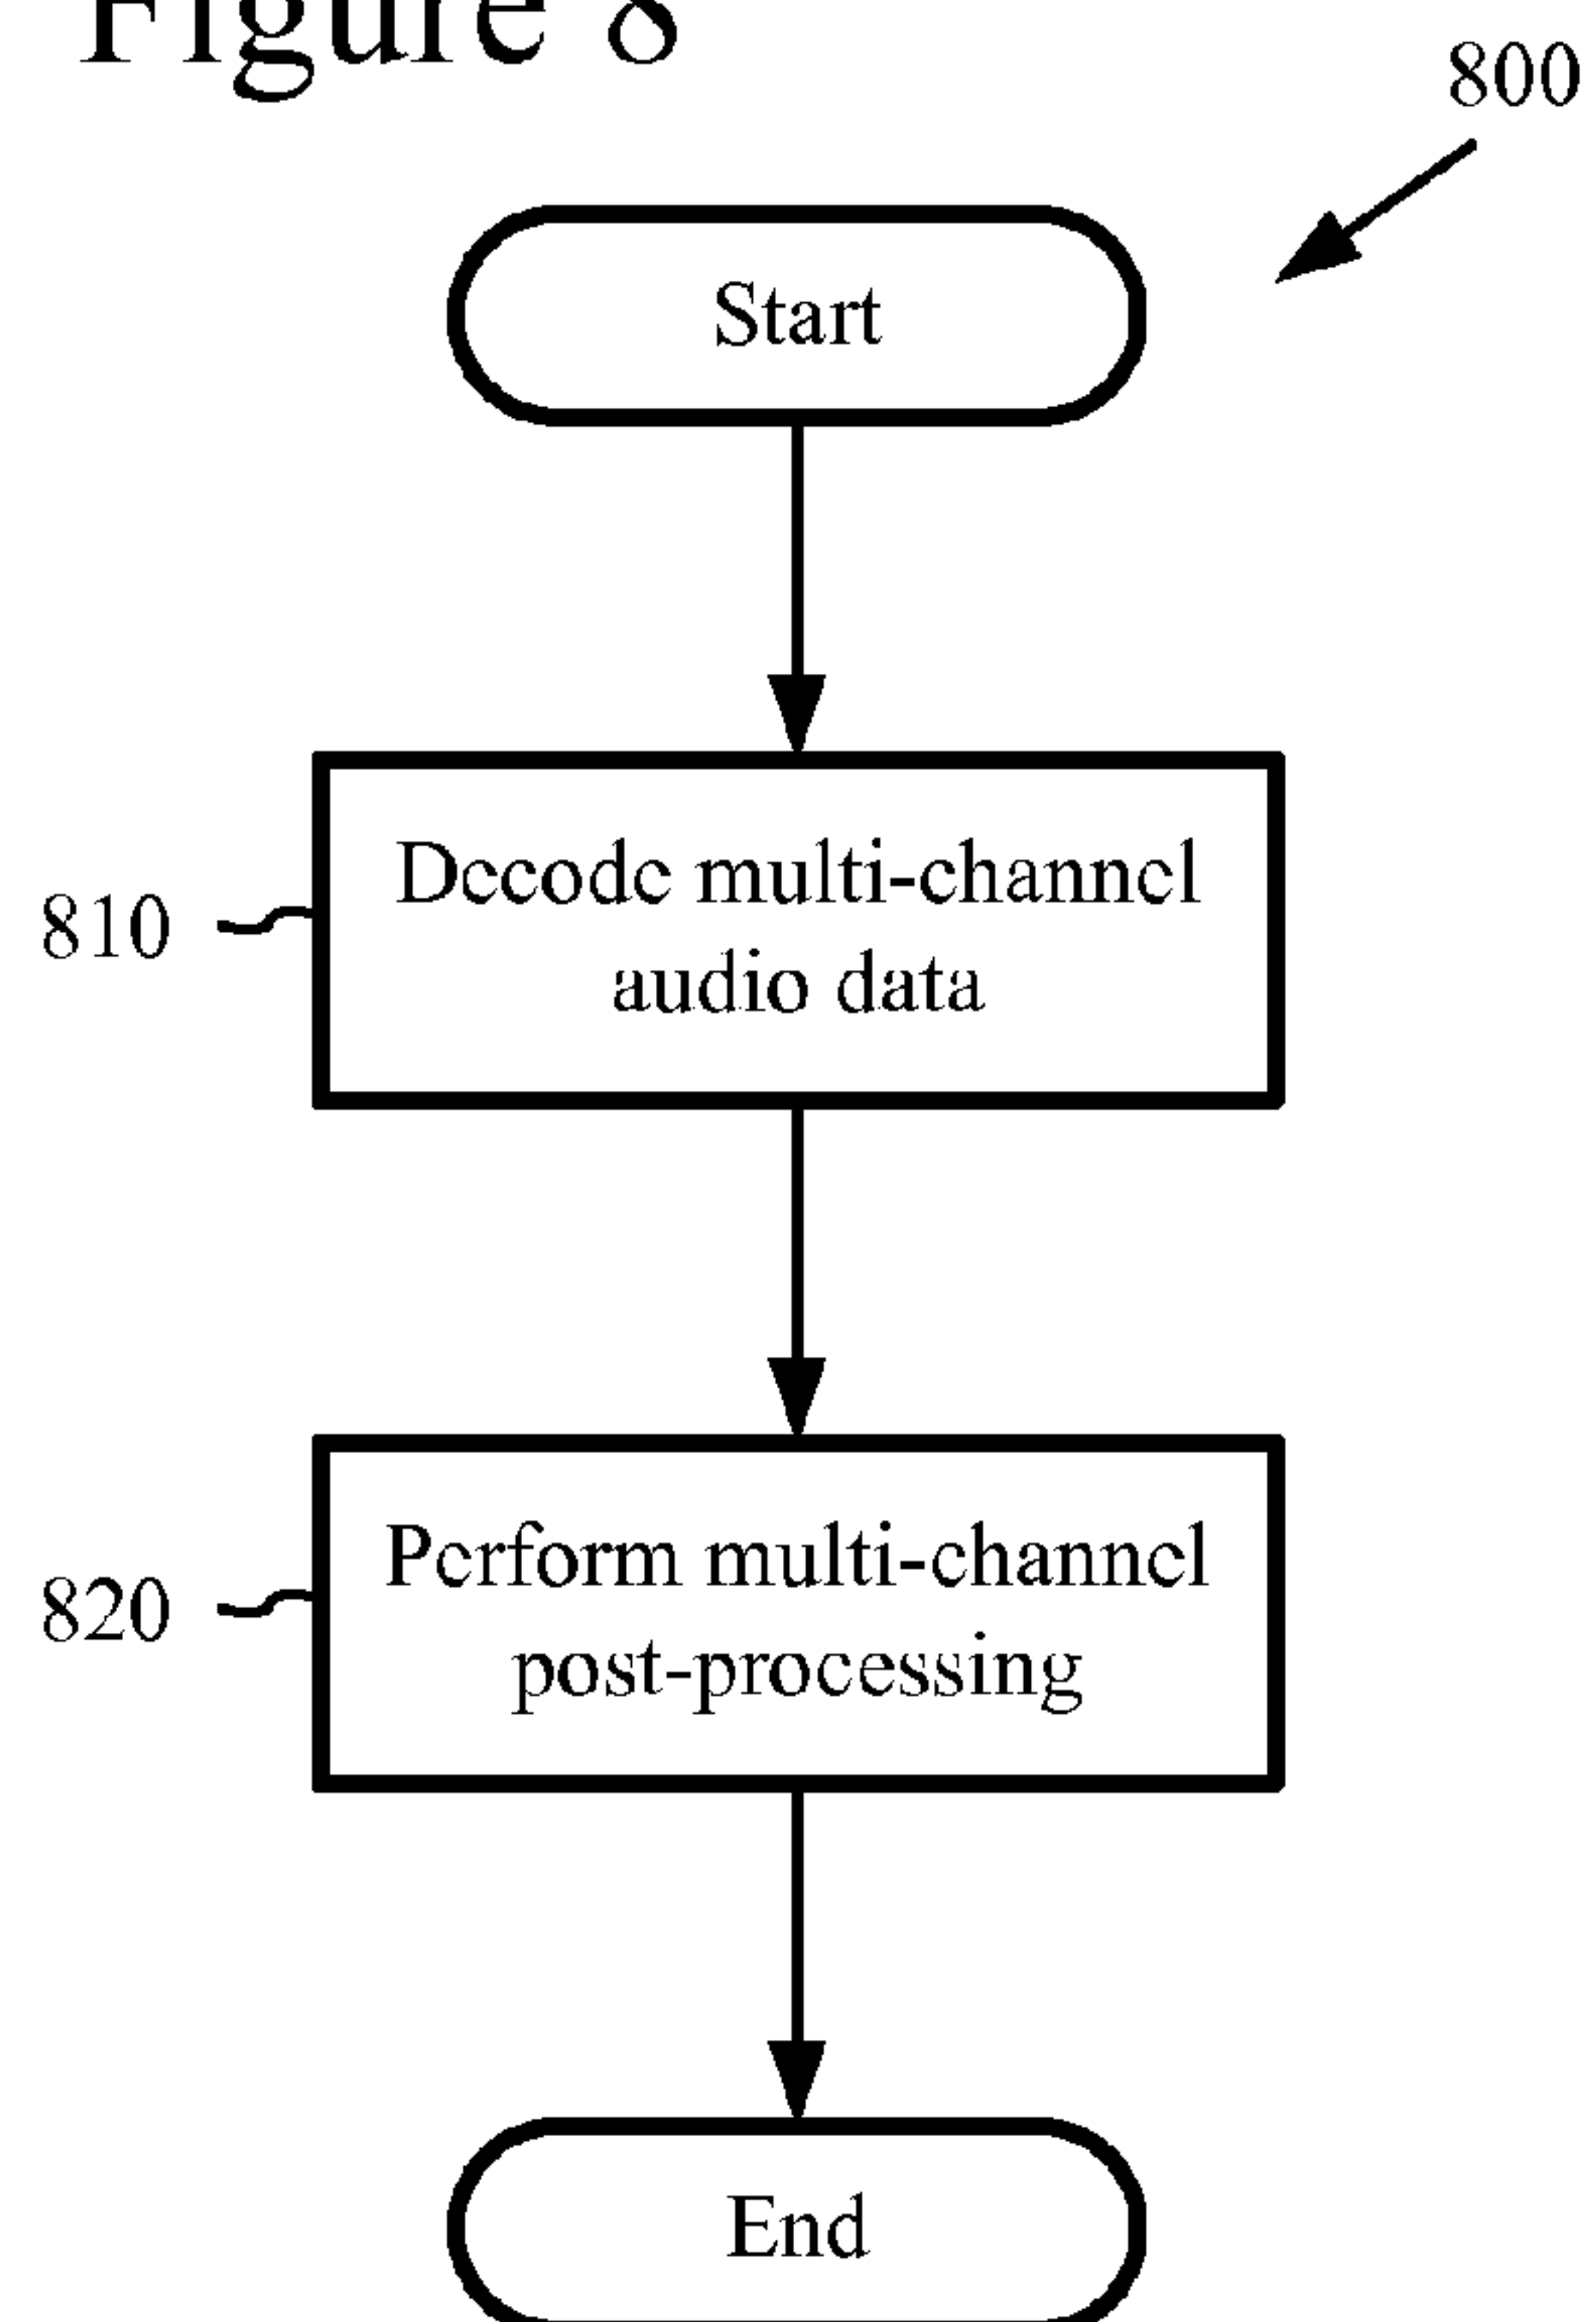 Figure 8
800
Start
810
Decode multi-channel
audio data
820
Perform multi-channel
post-processing
End